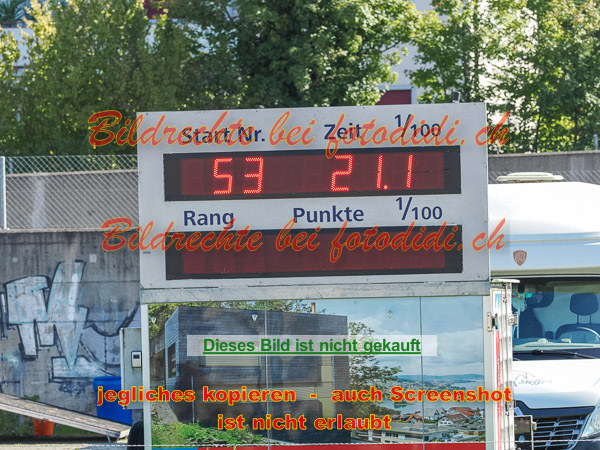 Bildrechte bei fotodidi.ch
Start Nr. Zeit 1/100
53 21.1
Rang Punkte 1/100
Bildrechte bei fotodidi.ch
Dieses Bild ist nicht gekauft
jegliches kopieren - auch Screenshot
ist nicht erlaubt